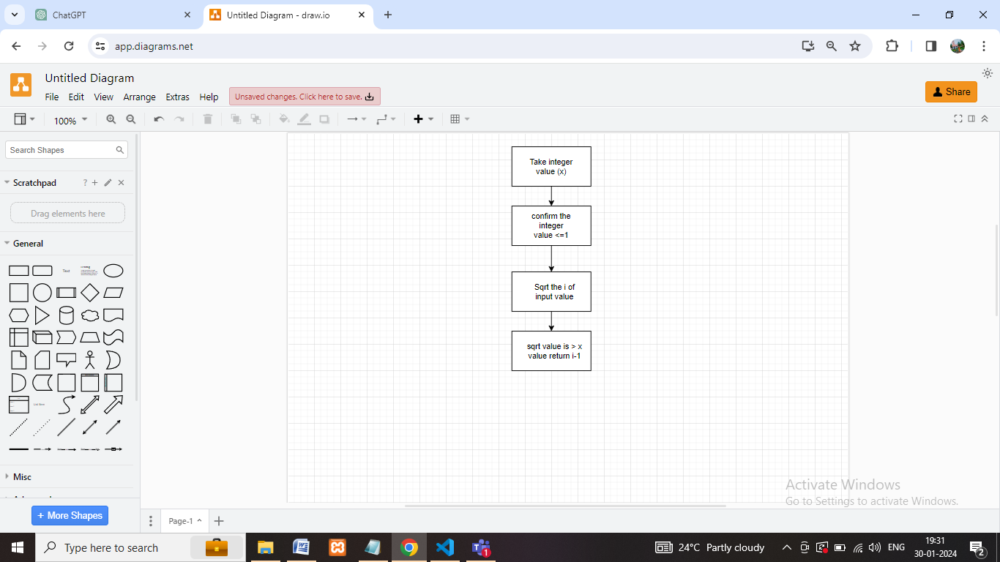 ChatGPT
Untitled Diagram - draw.io
app.diagrams.net
Untitled Diagram
File Edit View Arrange Extras Help
Unsaved changes. Click here to save.
Share
100%
Search Shapes
Scratchpad
?
Drag elements here
General
Text
List Item
Misc
+ More Shapes
Take integer
value (x)
confirm the
integer
value <=1
Sqrt the i of
input value
sqrt value is > x
value return i-1
Activate Windows
Go to Settings to activate Windows.
Page-1
Type here to search
24°C Partly cloudy
ENG
19:31
30-01-2024
1
2